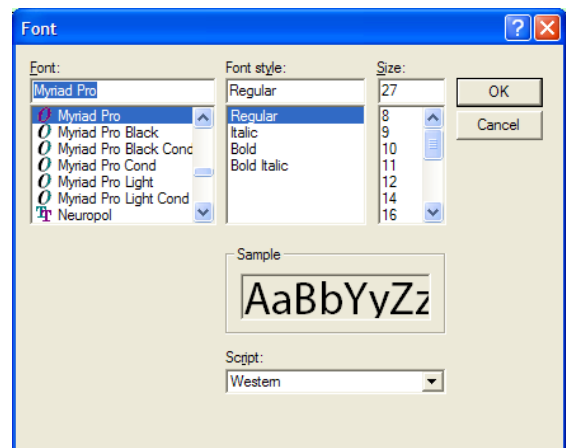 Font
Font:
Myriad Pro
Myriad Pro
Myriad Pro Black
Myriad Pro Black Cond
Myriad Pro Cond
Myriad Pro Light
Myriad Pro Light Cond
Neuropol
Font style:
Regular
Regular
Italic
Bold
Bold Italic
Size:
27
8
9
10
11
12
14
16
OK
Cancel
Sample
AaBbYyZz
Script:
Western